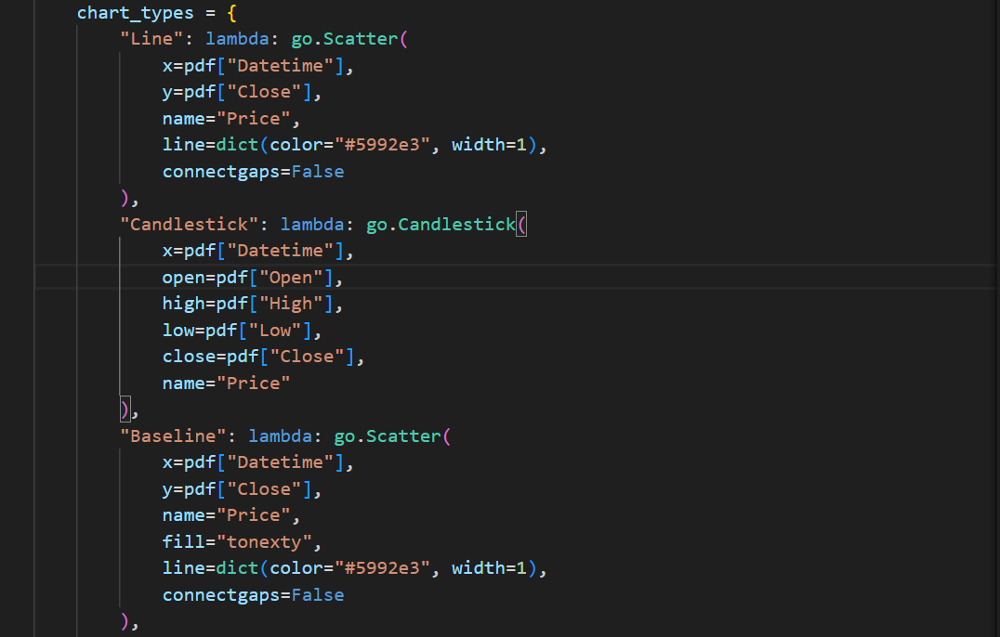 chart_types = {
    "Line": lambda: go.Scatter(
        x=pdf["Datetime"],
        y=pdf["Close"],
        name="Price",
        line=dict(color="#5992e3", width=1),
        connectgaps=False
    ),
    "Candlestick": lambda: go.Candlestick(
        x=pdf["Datetime"],
        open=pdf["Open"],
        high=pdf["High"],
        low=pdf["Low"],
        close=pdf["Close"],
        name="Price"
    ),
    "Baseline": lambda: go.Scatter(
        x=pdf["Datetime"],
        y=pdf["Close"],
        name="Price",
        fill="tonexty",
        line=dict(color="#5992e3", width=1),
        connectgaps=False
    ),